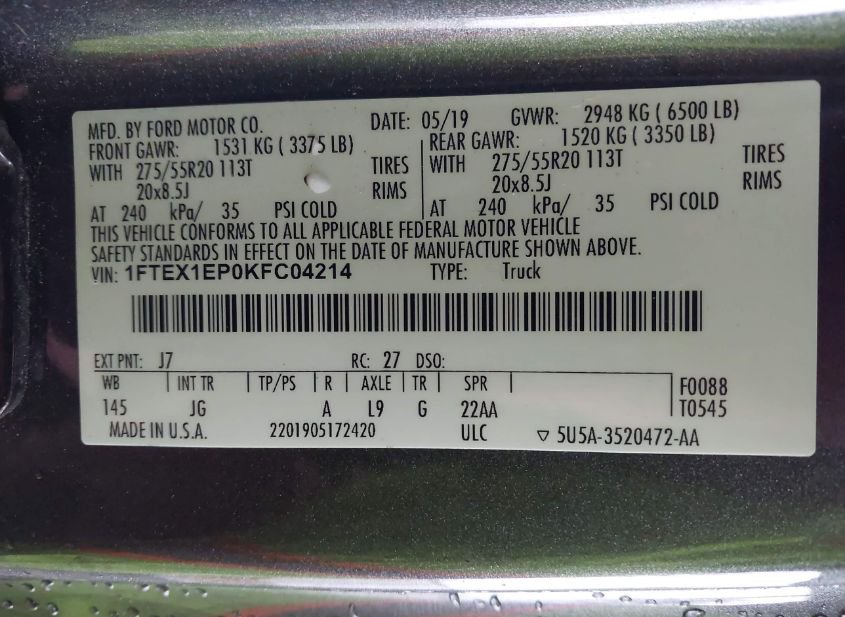 MFD. BY FORD MOTOR CO. DATE: 05/19 GVWR: 2948 KG ( 6500 LB)
FRONT GAWR: 1531 KG ( 3375 LB) REAR GAWR: 1520 KG ( 3350 LB)
WITH 275/55R20 113T TIRES WITH 275/55R20 113T TIRES
20x8.5J RIMS 20x8.5J RIMS
AT 240 kPa/ 35 PSI COLD AT 240 kPa/ 35 PSI COLD
THIS VEHICLE CONFORMS TO ALL APPLICABLE FEDERAL MOTOR VEHICLE
SAFETY STANDARDS IN EFFECT ON THE DATE OF MANUFACTURE SHOWN ABOVE.
VIN: 1FTEX1EP0KFC04214 TYPE: Truck
EXT PNT: J7 RC: 27 DSO:
WB INT TR TP/PS R AXLE TR SPR F0088
145 JG A L9 G 22AA T0545
MADE IN U.S.A. 2201905172420 ULC ▽ 5U5A-3520472-AA